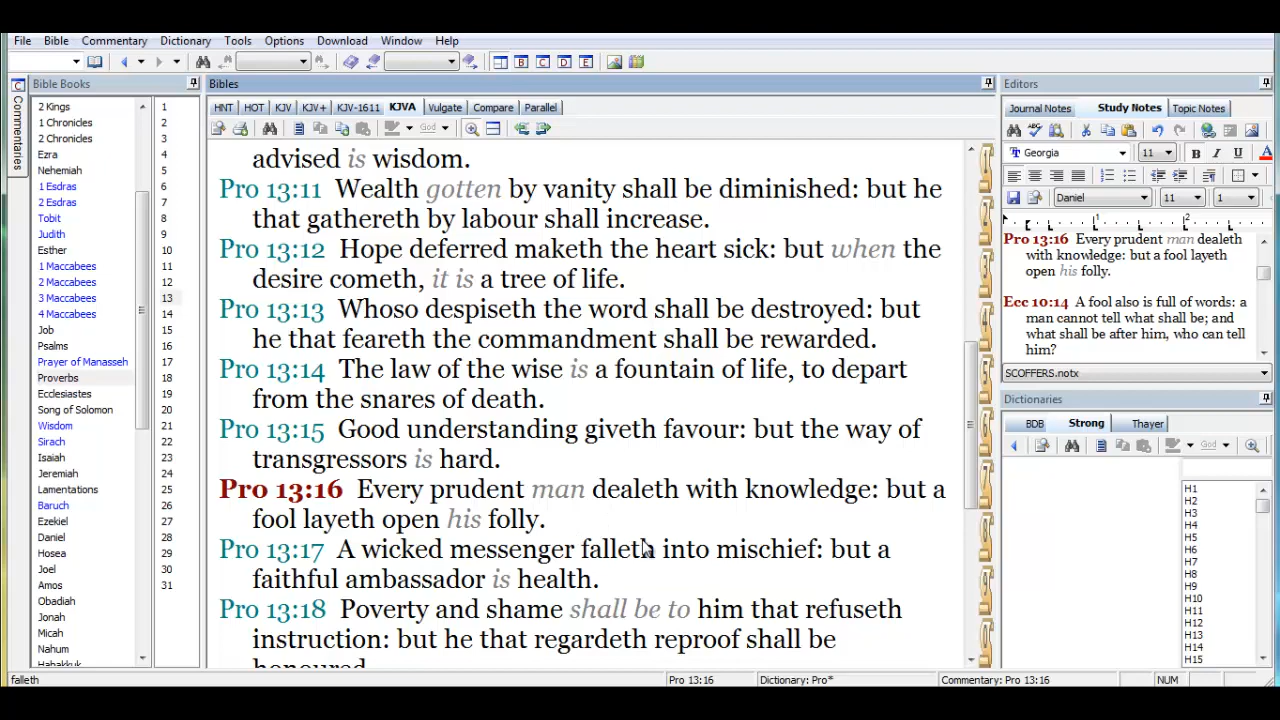 File Bible Commentary Dictionary Tools Options Download Window Help
Bible Books
Bibles
Editors
Commentaries
2 Kings
1 Chronicles
2 Chronicles
Ezra
Nehemiah
1 Esdras
2 Esdras
Tobit
Judith
Esther
1 Maccabees
2 Maccabees
3 Maccabees
4 Maccabees
Job
Psalms
Prayer of Manasseh
Proverbs
Ecclesiastes
Song of Solomon
Wisdom
Sirach
Isaiah
Jeremiah
Lamentations
Baruch
Ezekiel
Daniel
Hosea
Joel
Amos
Obadiah
Jonah
Micah
Nahum
Habakkuk
1
2
3
4
5
6
7
8
9
10
11
12
13
14
15
16
17
18
19
20
21
22
23
24
25
26
27
28
29
30
31
HNT HOT KJV KJV+ KJV-1611 KJVA Vulgate Compare Parallel
God
advised is wisdom.
Pro 13:11 Wealth gotten by vanity shall be diminished: but he
that gathereth by labour shall increase.
Pro 13:12 Hope deferred maketh the heart sick: but when the
desire cometh, it is a tree of life.
Pro 13:13 Whoso despiseth the word shall be destroyed: but
he that feareth the commandment shall be rewarded.
Pro 13:14 The law of the wise is a fountain of life, to depart
from the snares of death.
Pro 13:15 Good understanding giveth favour: but the way of
transgressors is hard.
Pro 13:16 Every prudent man dealeth with knowledge: but a
fool layeth open his folly.
Pro 13:17 A wicked messenger falleth into mischief: but a
faithful ambassador is health.
Pro 13:18 Poverty and shame shall be to him that refuseth
instruction: but he that regardeth reproof shall be
honoured.
Journal Notes Study Notes Topic Notes
Georgia 11 B I U A
Daniel 11 1
1 2
Pro 13:16 Every prudent man dealeth
with knowledge: but a fool layeth
open his folly.
Ecc 10:14 A fool also is full of words: a
man cannot tell what shall be; and
what shall be after him, who can tell
him?
SCOFFERS.notx
Dictionaries
BDB Strong Thayer
God
H1
H2
H3
H4
H5
H6
H7
H8
H9
H10
H11
H12
H13
H14
H15
falleth
Pro 13:16
Dictionary: Pro*
Commentary: Pro 13:16
NUM